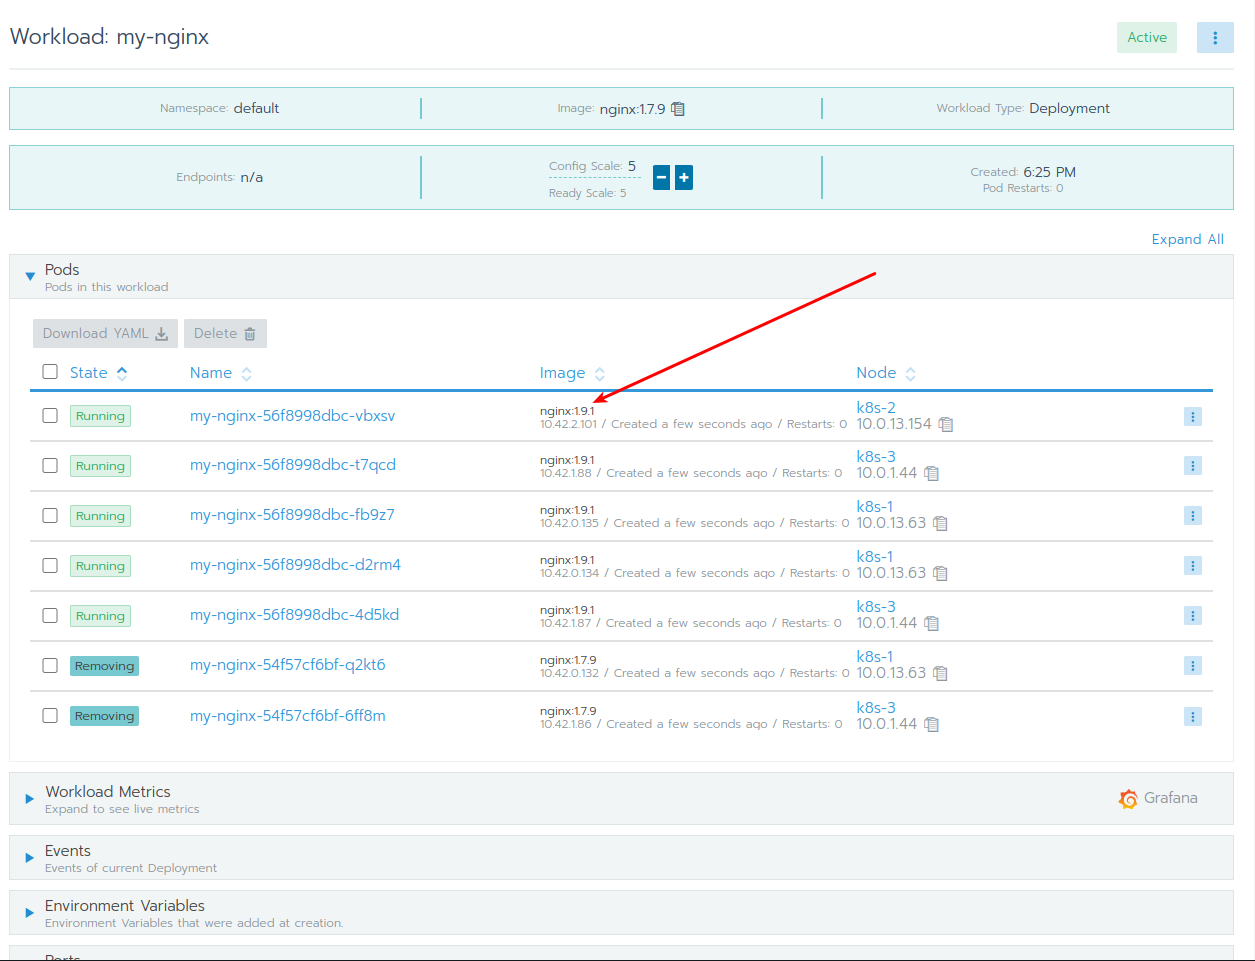 Workload: my-nginx
Active
Namespace: default
Image: nginx:1.7.9
Workload Type: Deployment
Endpoints: n/a
Config Scale: 5
Ready Scale: 5
Created: 6:25 PM
Pod Restarts: 0
Expand All
Pods
Pods in this workload
Download YAML
Delete
State Name Image Node
Running my-nginx-56f8998dbc-vbxsv nginx:1.9.1 k8s-2
10.42.2.101 / Created a few seconds ago / Restarts: 0 10.0.13.154
Running my-nginx-56f8998dbc-t7qcd nginx:1.9.1 k8s-3
10.42.1.88 / Created a few seconds ago / Restarts: 0 10.0.1.44
Running my-nginx-56f8998dbc-fb9z7 nginx:1.9.1 k8s-1
10.42.0.135 / Created a few seconds ago / Restarts: 0 10.0.13.63
Running my-nginx-56f8998dbc-d2rm4 nginx:1.9.1 k8s-1
10.42.0.134 / Created a few seconds ago / Restarts: 0 10.0.13.63
Running my-nginx-56f8998dbc-4d5kd nginx:1.9.1 k8s-3
10.42.1.87 / Created a few seconds ago / Restarts: 0 10.0.1.44
Removing my-nginx-54f57cf6bf-q2kt6 nginx:1.7.9 k8s-1
10.42.0.132 / Created a few seconds ago / Restarts: 0 10.0.13.63
Removing my-nginx-54f57cf6bf-6ff8m nginx:1.7.9 k8s-3
10.42.1.86 / Created a few seconds ago / Restarts: 0 10.0.1.44
Workload Metrics
Expand to see live metrics
Grafana
Events
Events of current Deployment
Environment Variables
Environment Variables that were added at creation.
Ports